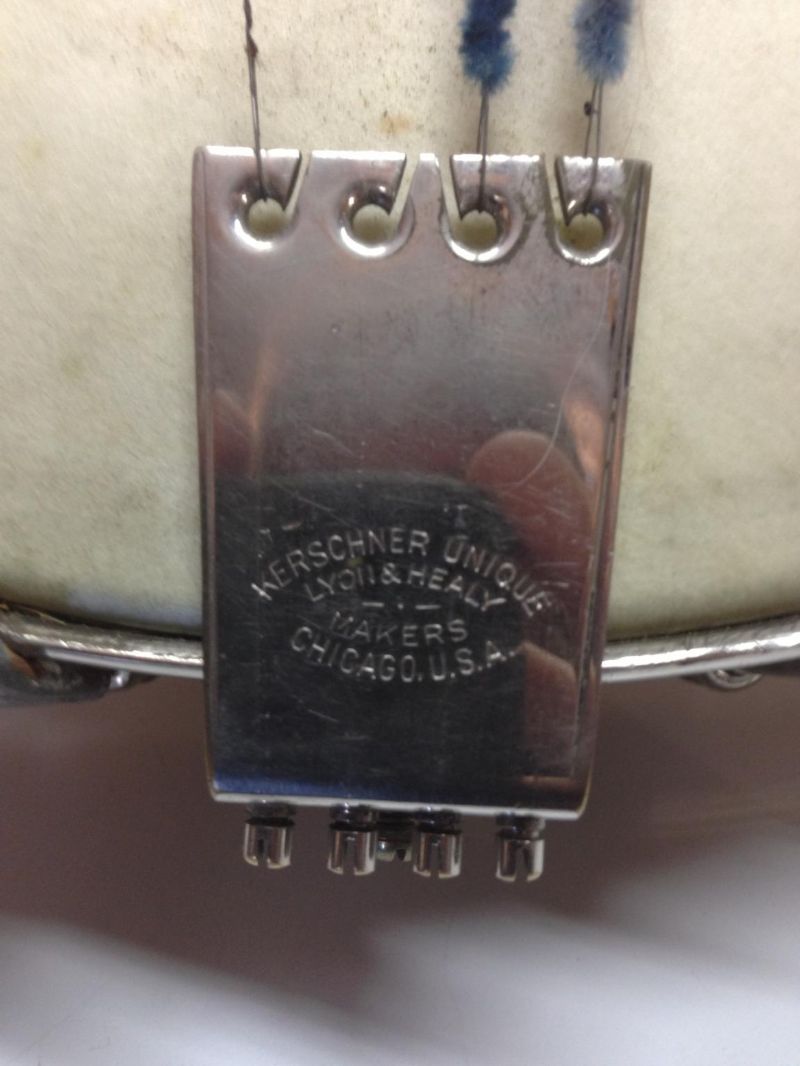 KERSCHNER UNIQUE
LYON & HEALY
MAKERS
CHICAGO, U.S.A.